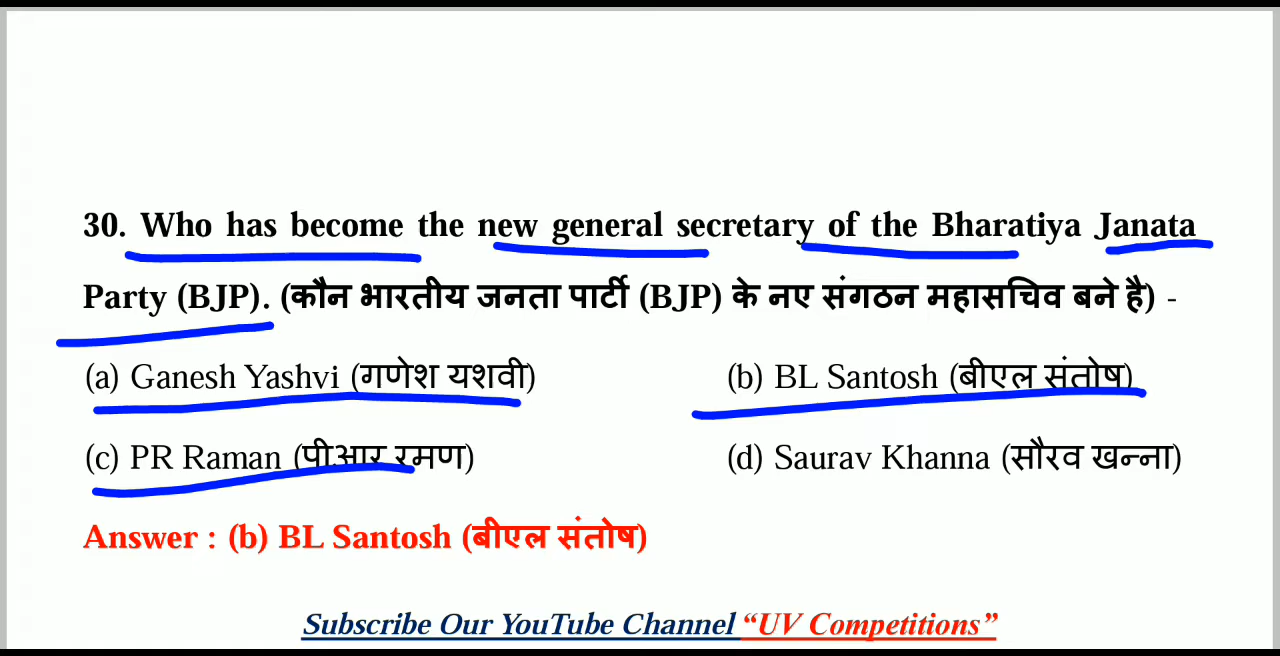 30. Who has become the new general secretary of the Bharatiya Janata
Party (BJP). (कौन भारतीय जनता पार्टी (BJP) के नए संगठन महासचिव बने है) -
(a) Ganesh Yashvi (गणेश यशवी) (b) BL Santosh (बीएल संतोष)
(c) PR Raman (पीआर रमण) (d) Saurav Khanna (सौरव खन्ना)
Answer : (b) BL Santosh (बीएल संतोष)
Subscribe Our YouTube Channel “UV Competitions”